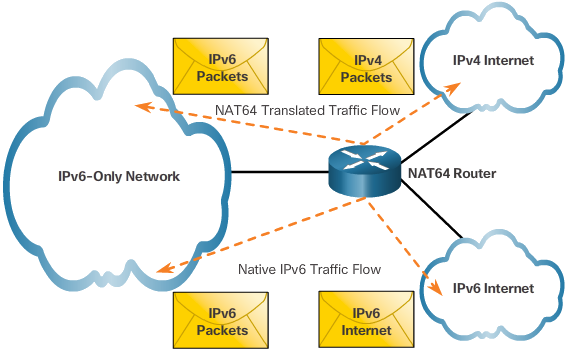 IPv6
Packets
IPv4
Packets
IPv4 Internet
NAT64 Translated Traffic Flow
IPv6-Only Network
NAT64 Router
Native IPv6 Traffic Flow
IPv6 Internet
IPv6
Packets
IPv6
Internet